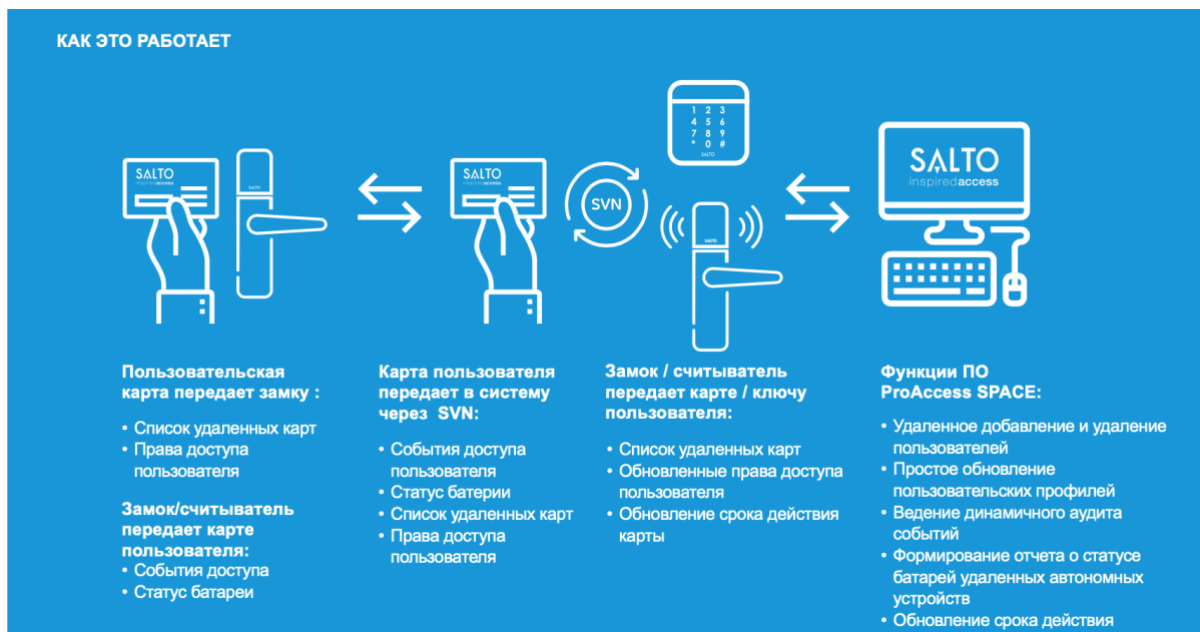 КАК ЭТО РАБОТАЕТ
SALTO
inspiredaccess
SALTO
SALTO
inspiredaccess
SVN
1 2 3
4 5 6
7 8 9
* 0 #
SALTO
SALTO
SALTO
inspiredaccess
Пользовательская
карта передает замку :
• Список удаленных карт
• Права доступа
пользователя
Замок/считыватель
передает карте
пользователя:
• События доступа
• Статус батареи
Карта пользователя
передает в систему
через SVN:
• События доступа
пользователя
• Статус батерии
• Список удаленных карт
• Права доступа
пользователя
Замок / считыватель
передает карте / ключу
пользователя:
• Список удаленных карт
• Обновленные права доступа
пользователя
• Обновление срока действия
карты
Функции ПО
ProAccess SPACE:
• Удаленное добавление и удаление
пользователей
• Простое обновление
пользовательских профилей
• Ведение динамичного аудита
событий
• Формирование отчета о статусе
батарей удаленных автономных
устройств
• Обновление срока действия